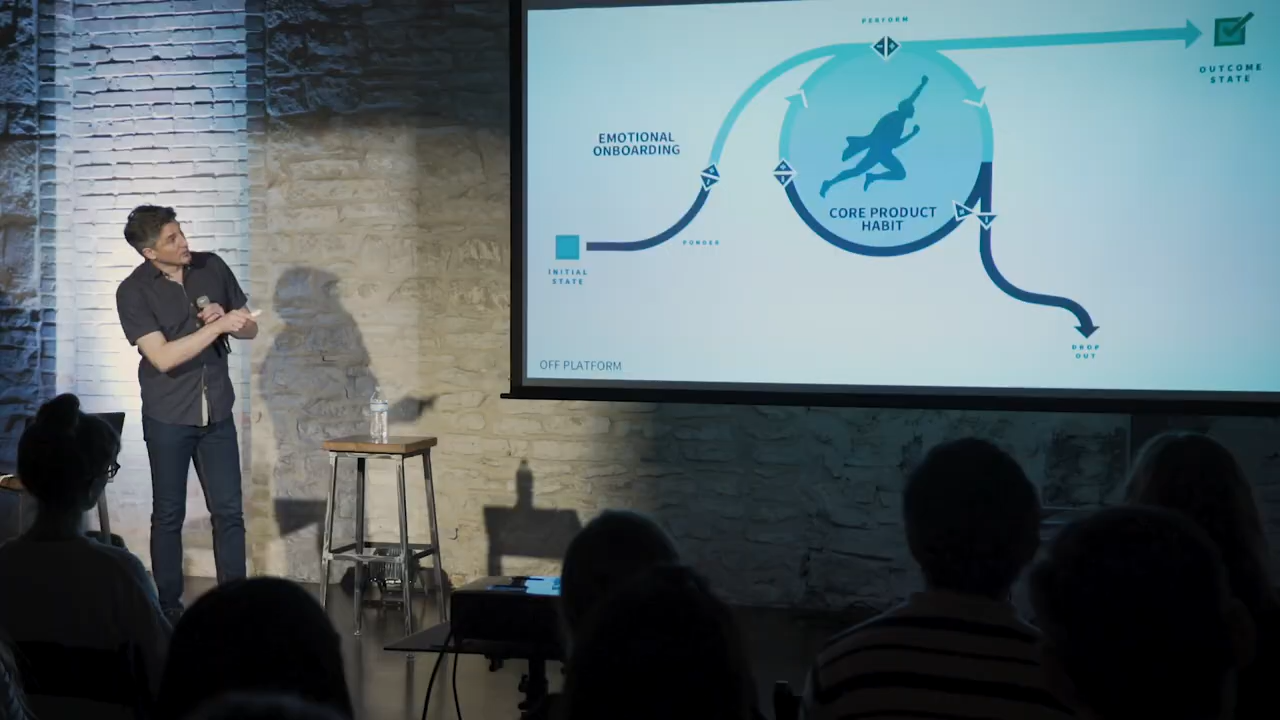 PERFORM
OUTCOME
STATE
EMOTIONAL
ONBOARDING
CORE PRODUCT
HABIT
PONDER
INITIAL
STATE
DROP
OUT
OFF PLATFORM